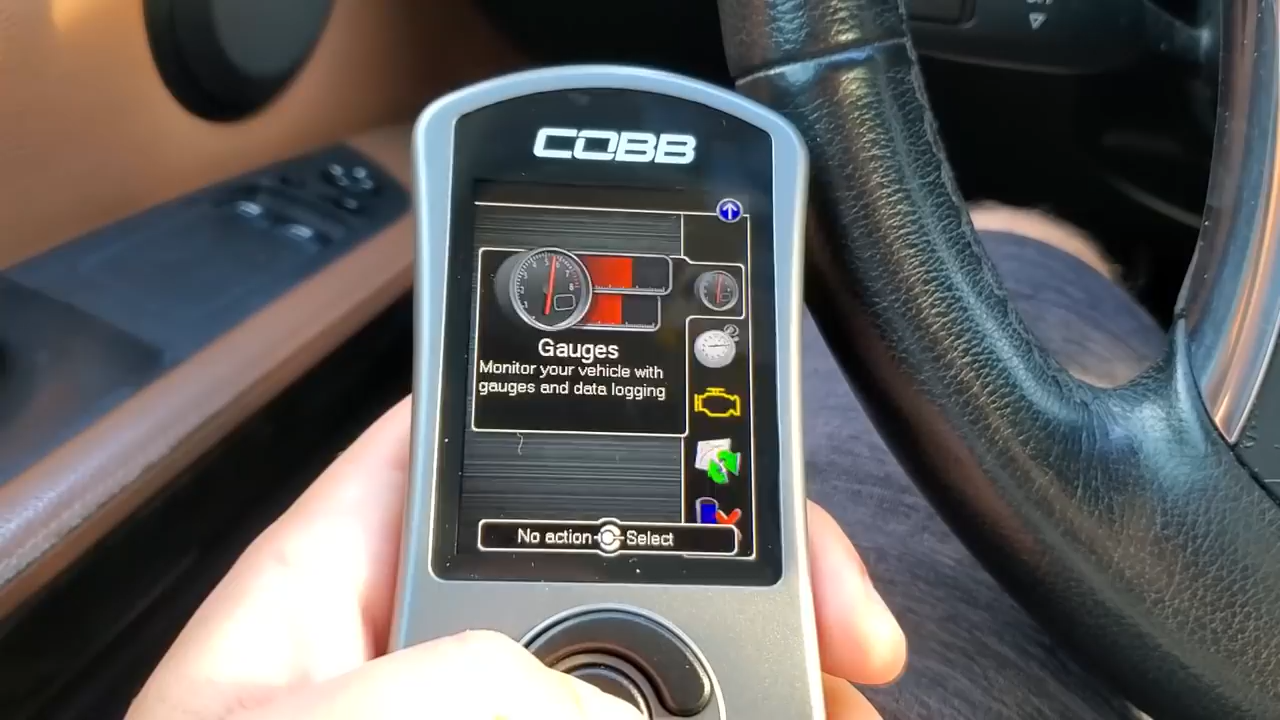 COBB
Gauges
Monitor your vehicle with
gauges and data logging
No action
Select